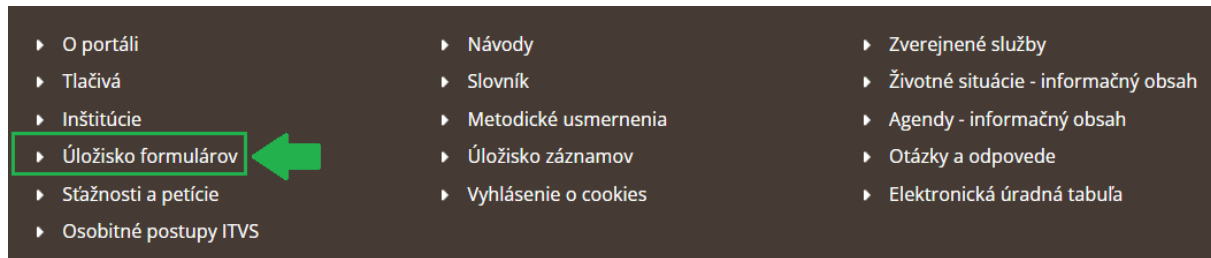 O portáli
Tlačivá
Inštitúcie
Úložisko formulárov
Sťažnosti a petície
Osobitné postupy ITVS
Návody
Slovník
Metodické usmernenia
Úložisko záznamov
Vyhlásenie o cookies
Zverejnené služby
Životné situácie - informačný obsah
Agendy - informačný obsah
Otázky a odpovede
Elektronická úradná tabuľa